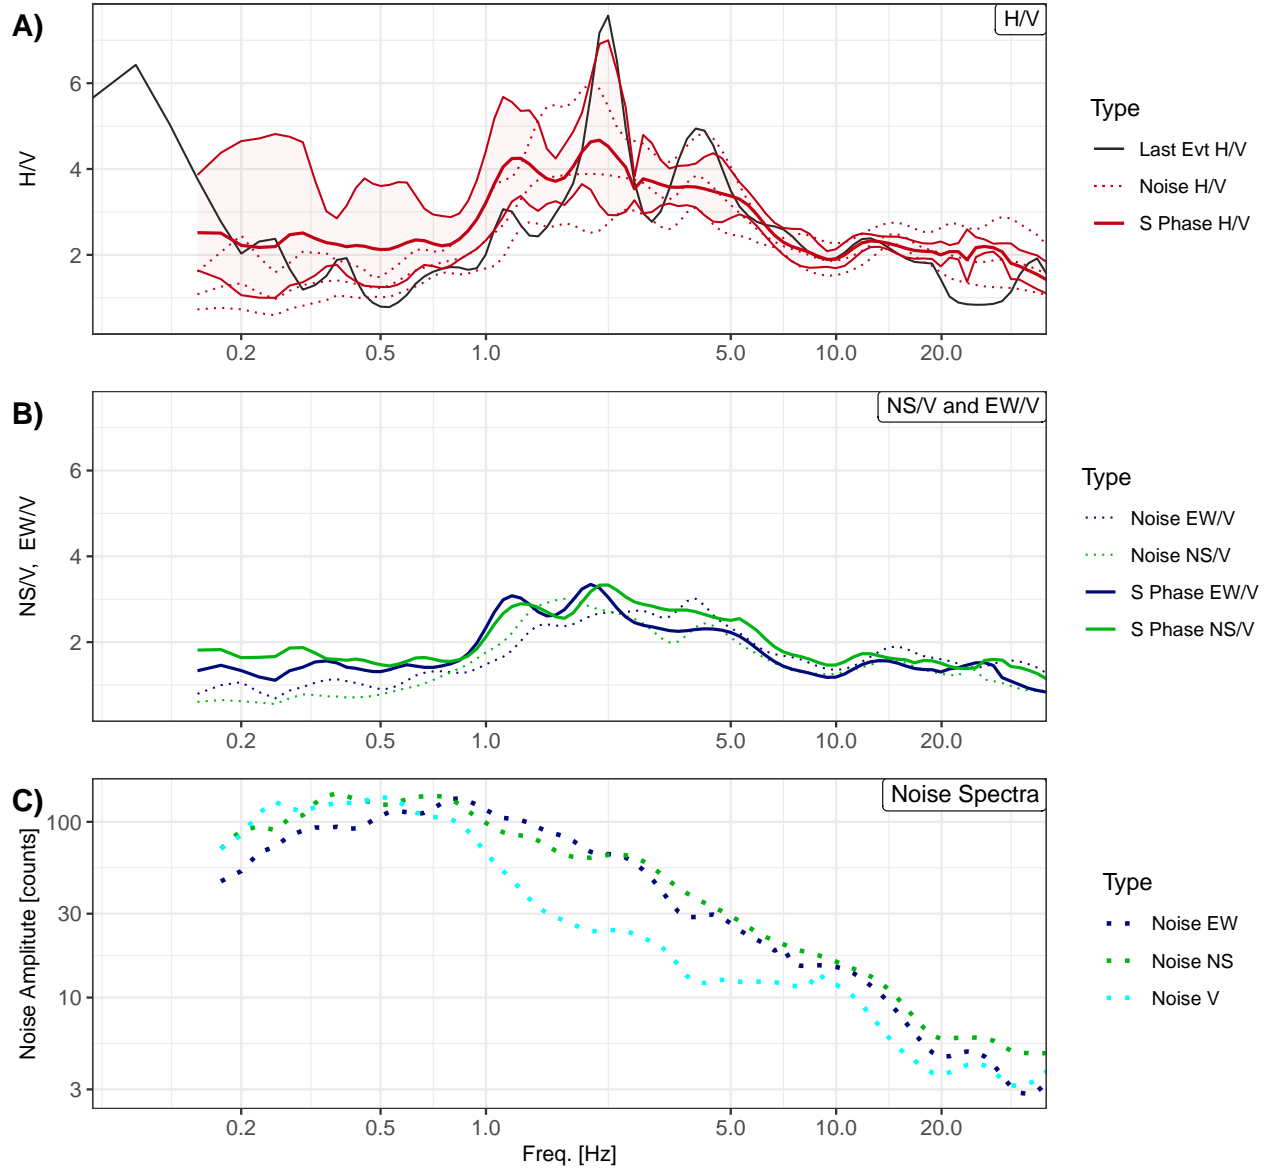 A)
H/V
6
4
2
H/V
0.2 0.5 1.0 5.0 10.0 20.0
Type
Last Evt H/V
Noise H/V
S Phase H/V
B)
NS/V and EW/V
6
4
2
NS/V, EW/V
0.2 0.5 1.0 5.0 10.0 20.0
Type
Noise EW/V
Noise NS/V
S Phase EW/V
S Phase NS/V
C)
Noise Spectra
100
30
10
3
Noise Amplitute [counts]
0.2 0.5 1.0 5.0 10.0 20.0
Freq. [Hz]
Type
Noise EW
Noise NS
Noise V